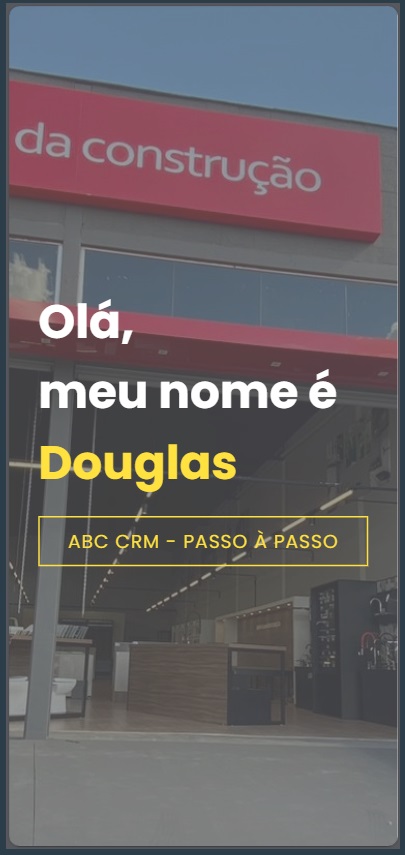 da construção
Olá,
meu nome é
Douglas
ABC CRM - PASSO À PASSO